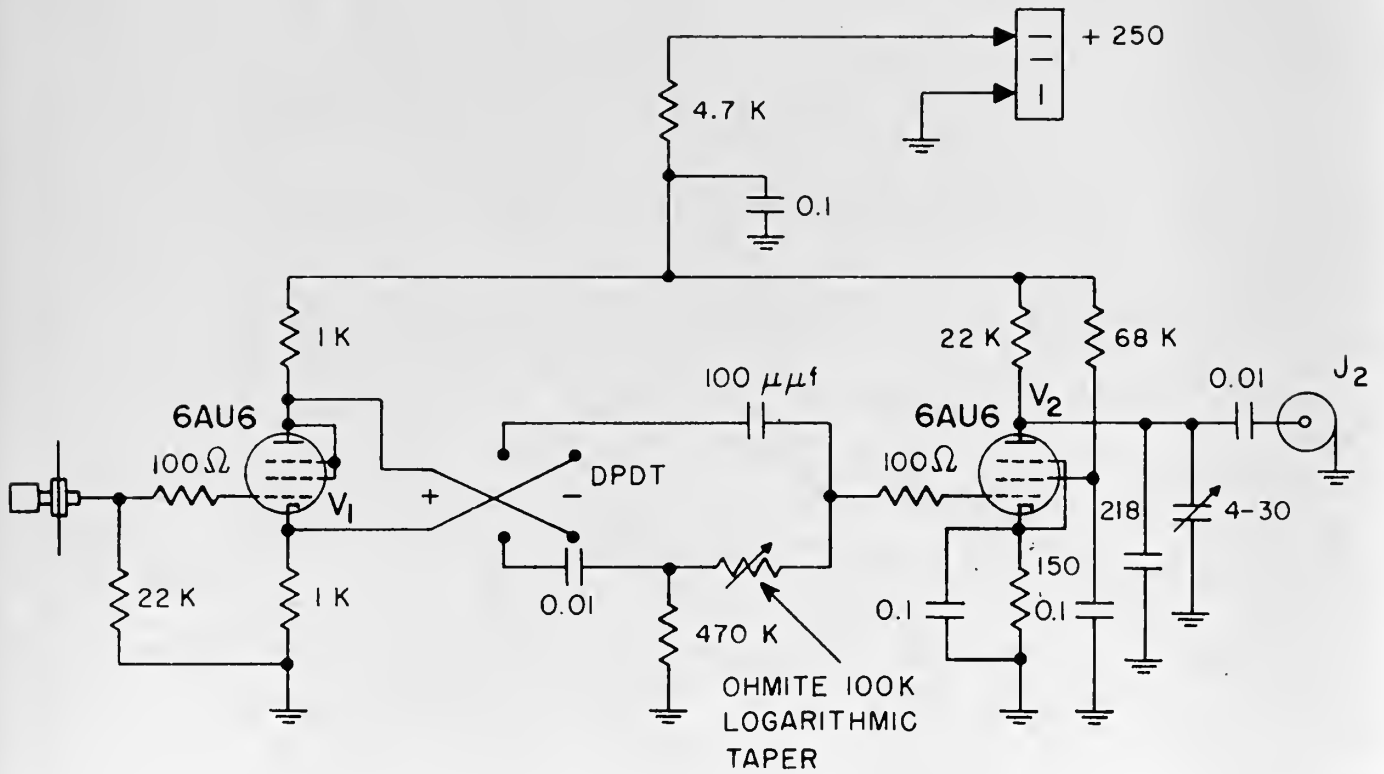 + 250
4.7 K
0.1
1 K
22 K
68 K
100 μμf
0.01
J2
6AU6
V2
6AU6
100Ω
DPDT
100Ω
V1
+
−
218
4-30
150
22 K
1 K
0.01
470 K
0.1
0.1
OHMITE 100K
LOGARITHMIC
TAPER